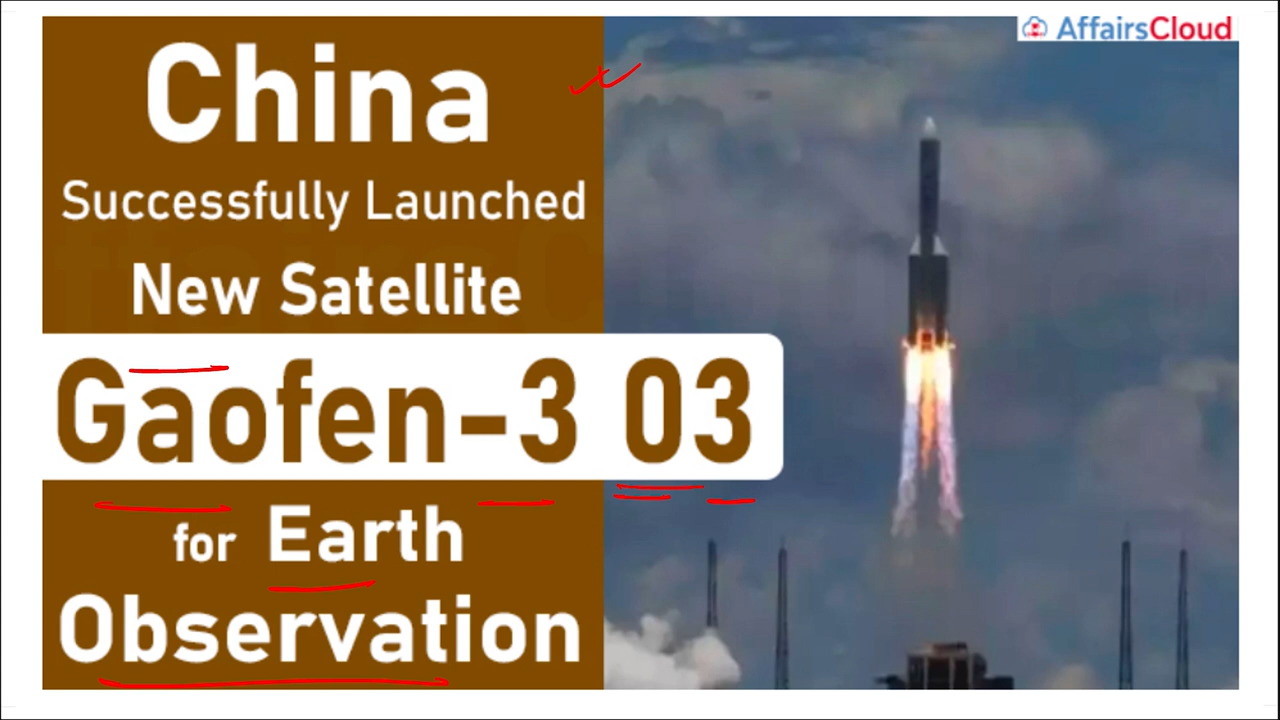 AffairsCloud
China
Successfully Launched
New Satellite
Gaofen-3 03
for Earth
Observation